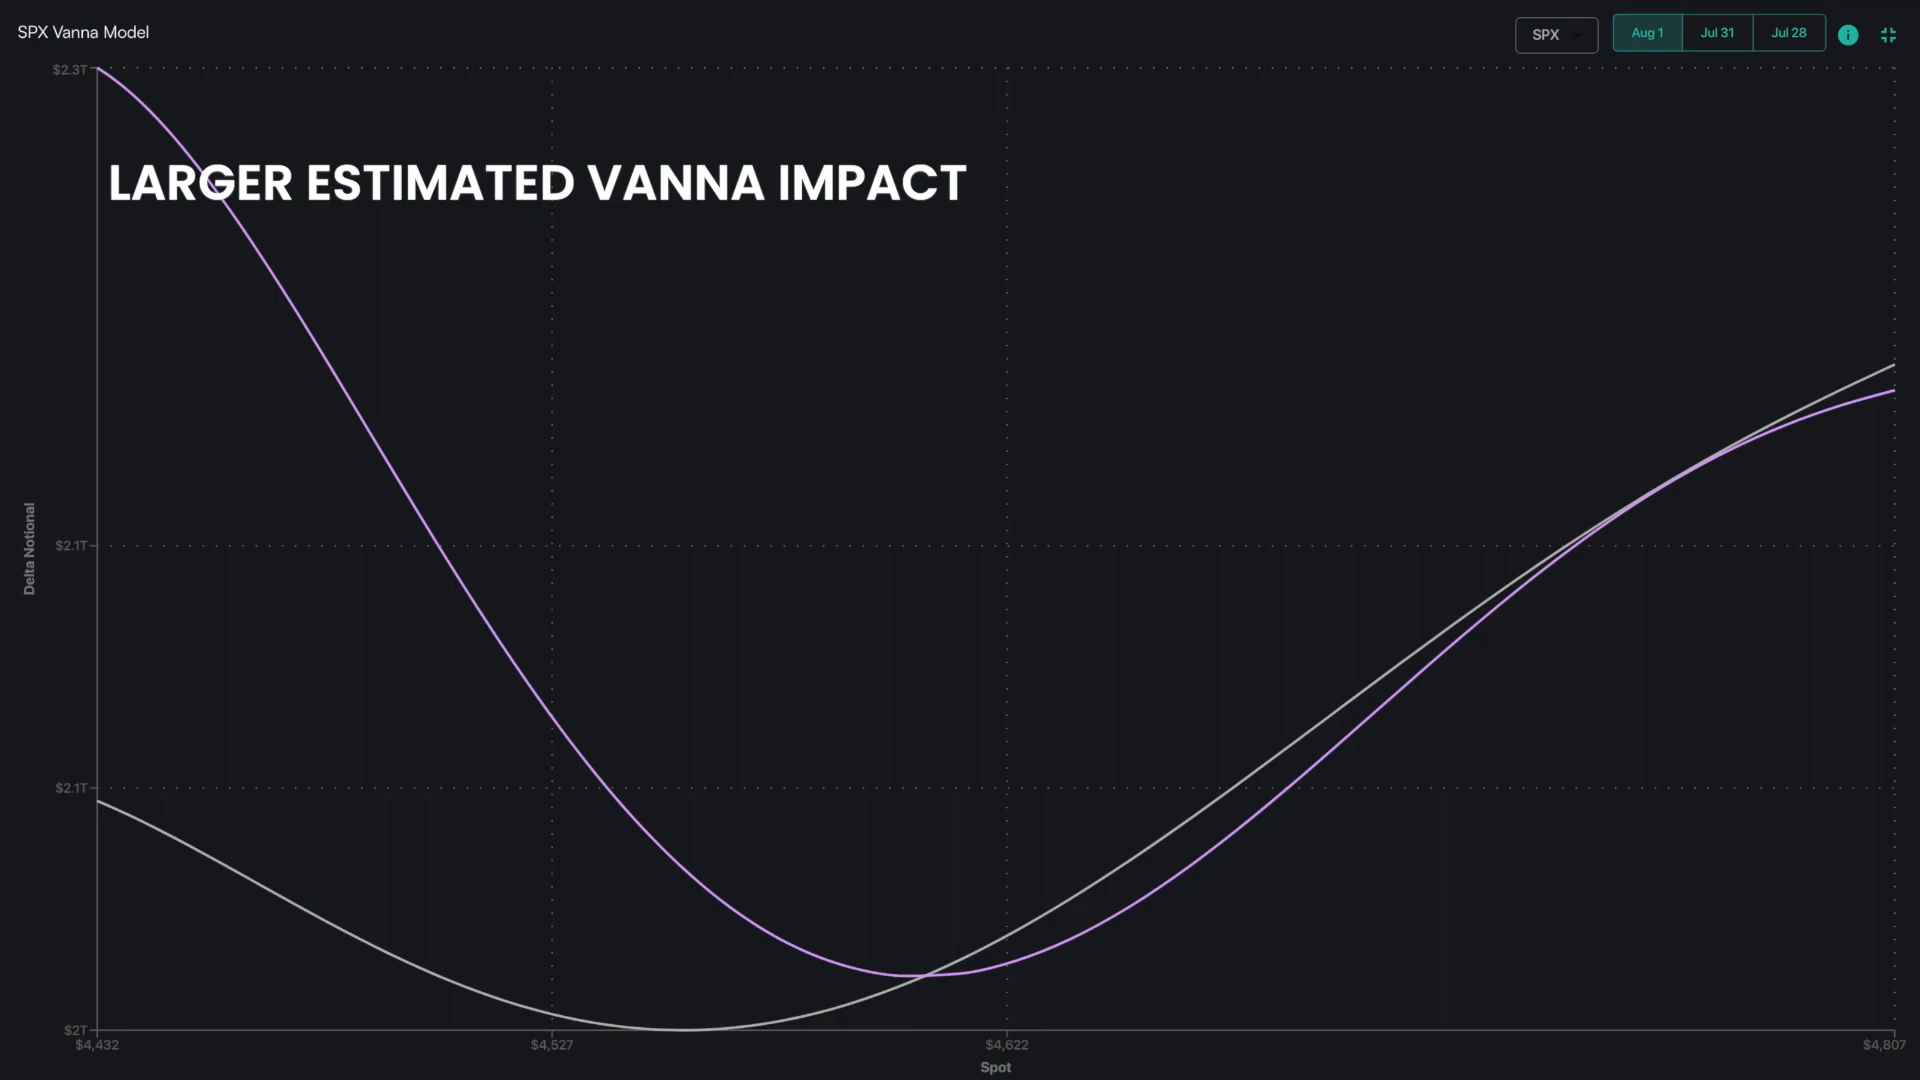 SPX Vanna Model
SPX
Aug 1
Jul 31
Jul 28
i
$2.3T
LARGER ESTIMATED VANNA IMPACT
Delta Notional
$2.1T
$2.1T
$2T
$4,432
$4,527
$4,622
$4,807
Spot